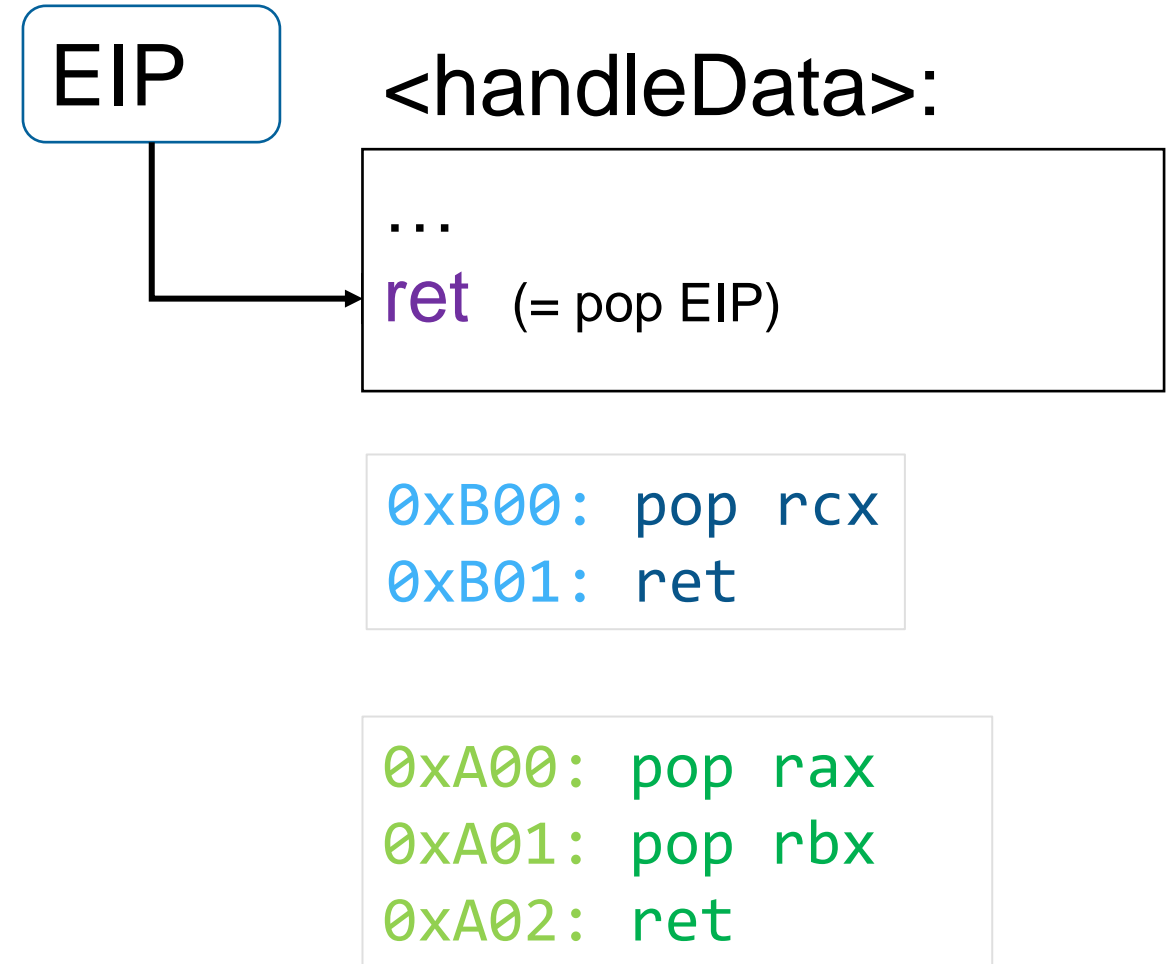 EIP
<handleData>:
…
ret (= pop EIP)
0xB00: pop rcx
0xB01: ret
0xA00: pop rax
0xA01: pop rbx
0xA02: ret